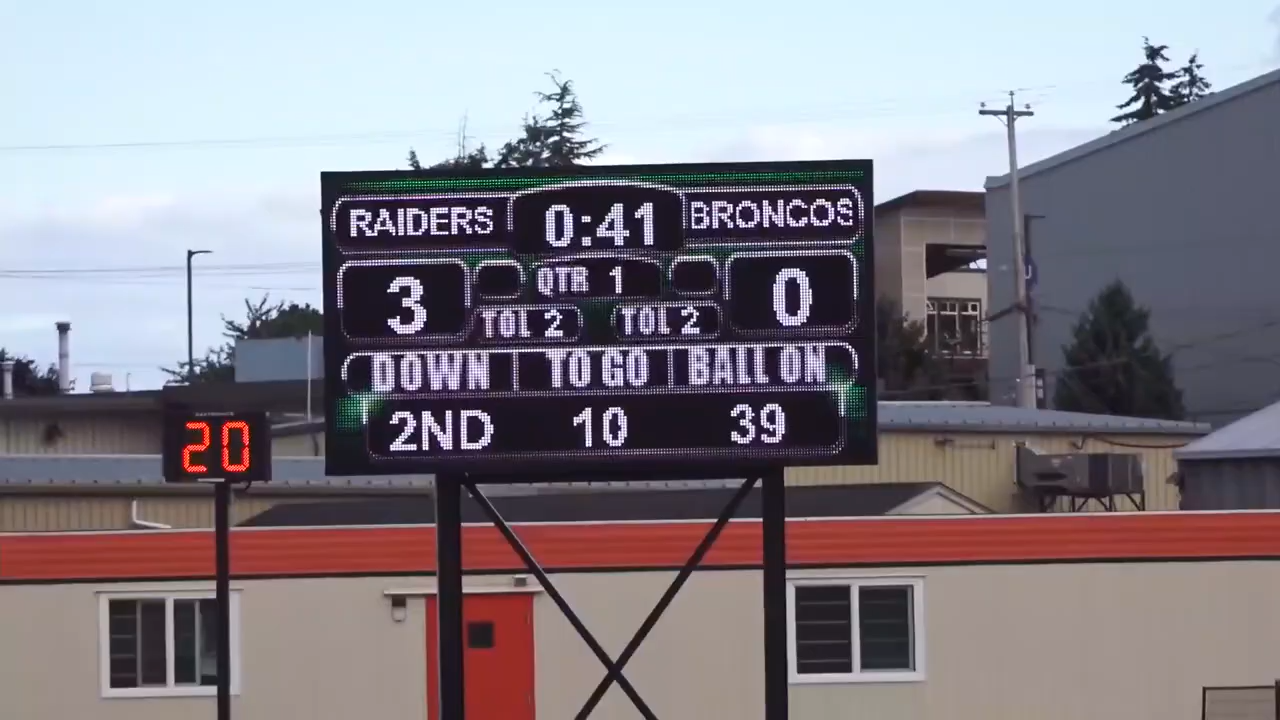 RAIDERS 0:41 BRONCOS
3 QTR 1 0
TOL 2 TOL 2
DOWN TO GO BALL ON
2ND 10 39
20